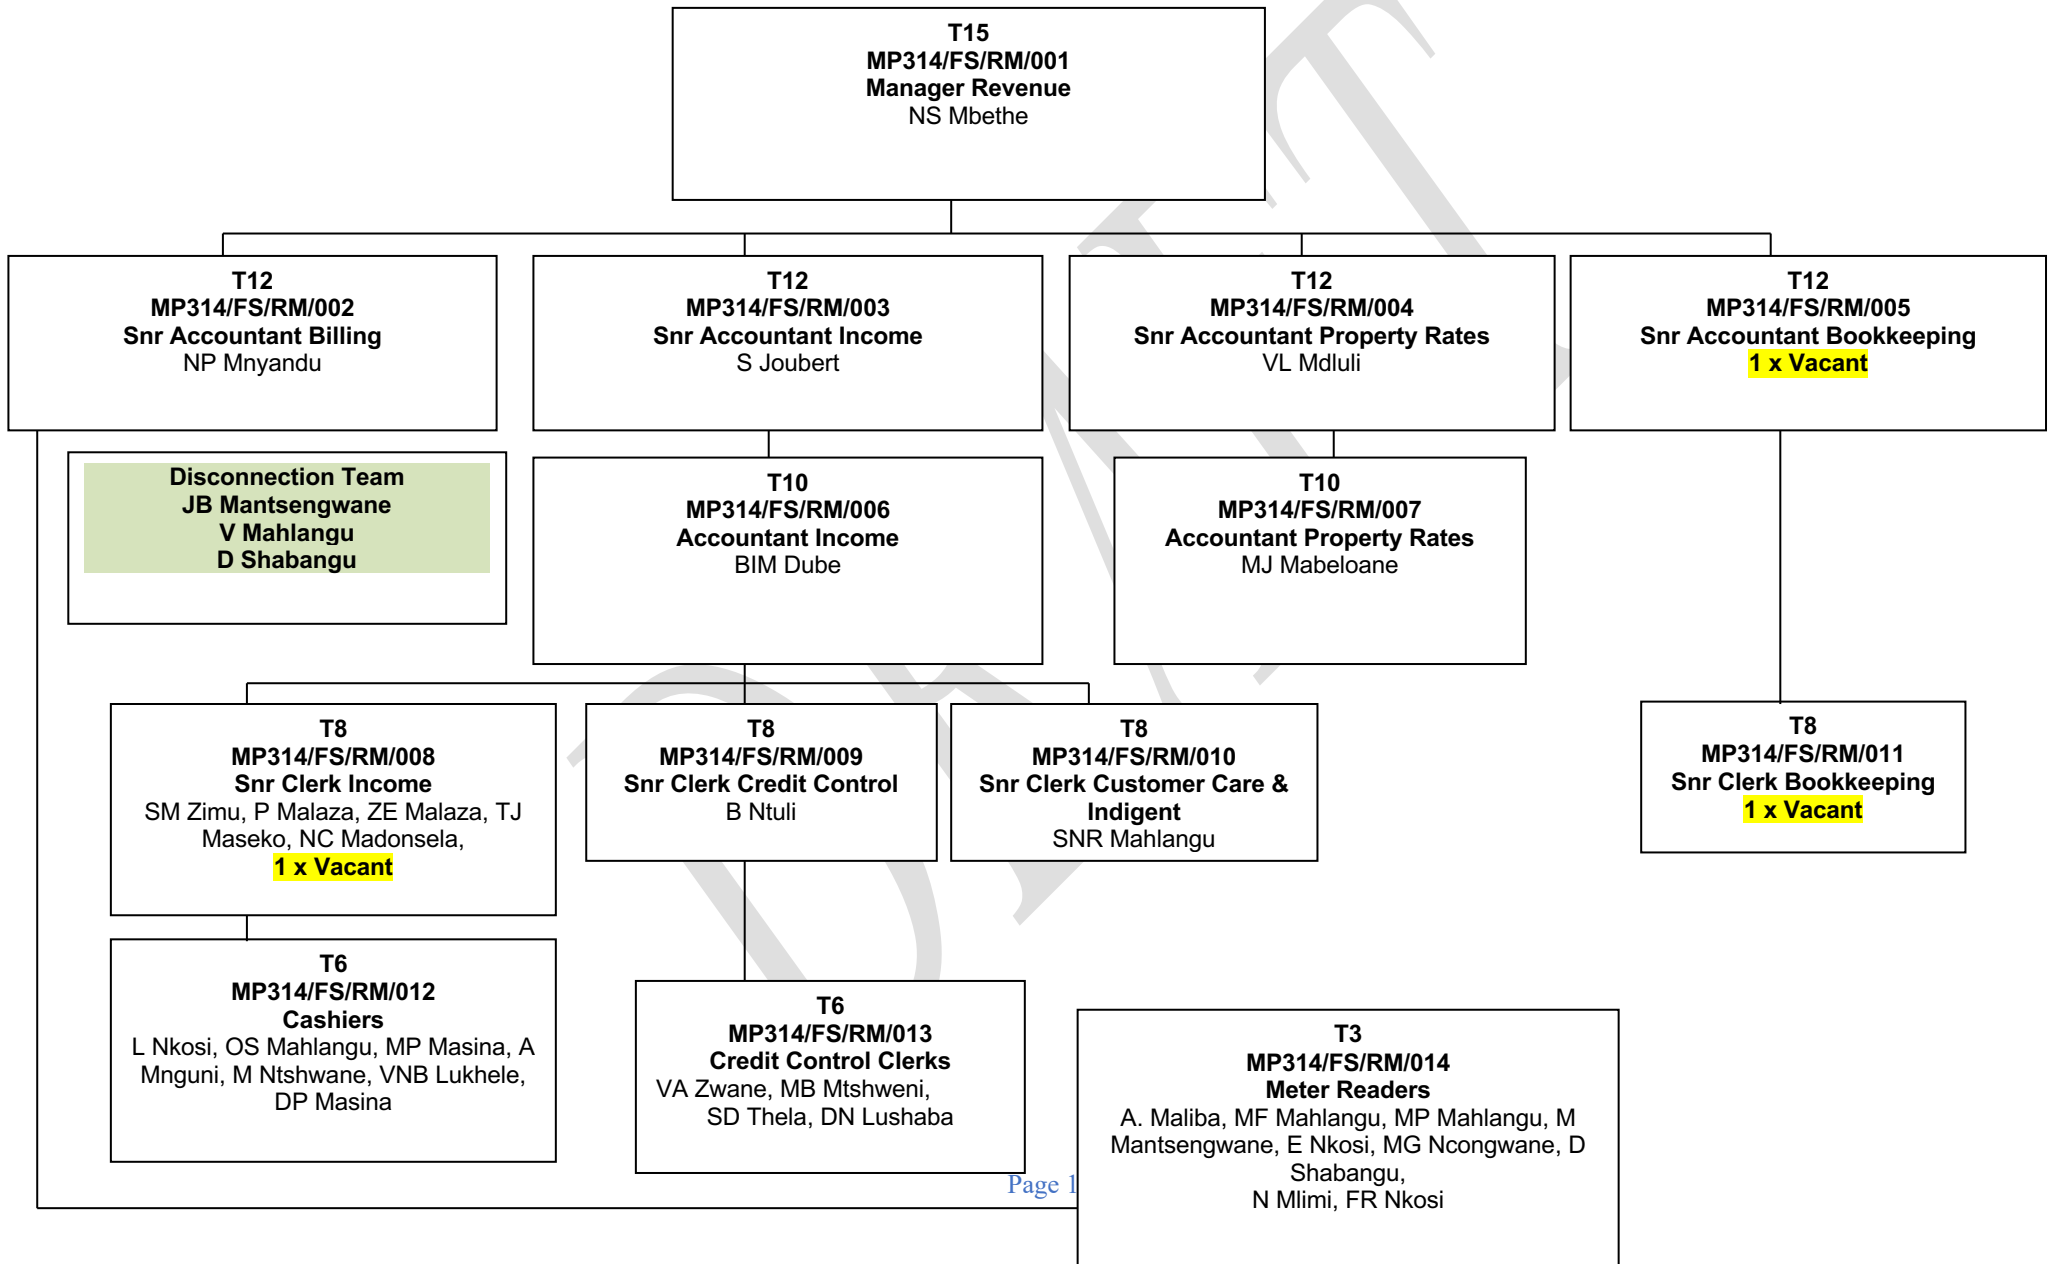 T15
MP314/FS/RM/001
Manager Revenue
NS Mbethe
T12
MP314/FS/RM/002
Snr Accountant Billing
NP Mnyandu
T12
MP314/FS/RM/003
Snr Accountant Income
S Joubert
T12
MP314/FS/RM/004
Snr Accountant Property Rates
VL Mdluli
T12
MP314/FS/RM/005
Snr Accountant Bookkeeping
1 x Vacant
Disconnection Team
JB Mantsengwane
V Mahlangu
D Shabangu
T10
MP314/FS/RM/006
Accountant Income
BIM Dube
T10
MP314/FS/RM/007
Accountant Property Rates
MJ Mabeloane
T8
MP314/FS/RM/008
Snr Clerk Income
SM Zimu, P Malaza, ZE Malaza, TJ
Maseko, NC Madonsela,
1 x Vacant
T8
MP314/FS/RM/009
Snr Clerk Credit Control
B Ntuli
T8
MP314/FS/RM/010
Snr Clerk Customer Care &
Indigent
SNR Mahlangu
T8
MP314/FS/RM/011
Snr Clerk Bookkeeping
1 x Vacant
T6
MP314/FS/RM/012
Cashiers
L Nkosi, OS Mahlangu, MP Masina, A
Mnguni, M Ntshwane, VNB Lukhele,
DP Masina
T6
MP314/FS/RM/013
Credit Control Clerks
VA Zwane, MB Mtshweni,
SD Thela, DN Lushaba
T3
MP314/FS/RM/014
Meter Readers
A. Maliba, MF Mahlangu, MP Mahlangu, M
Mantsengwane, E Nkosi, MG Ncongwane, D
Shabangu,
N Mlimi, FR Nkosi
Page 1
DRAFT